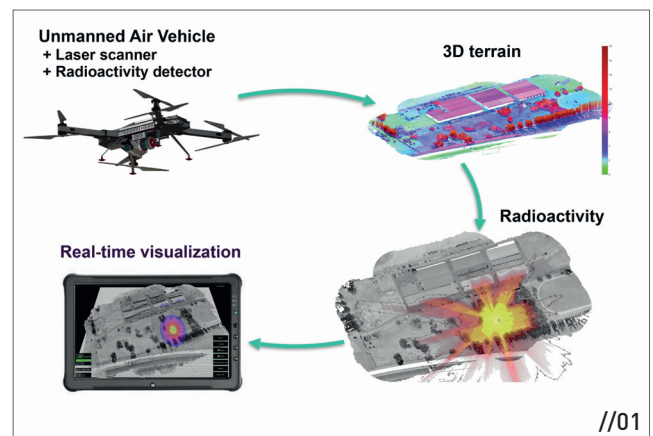 Unmanned Air Vehicle
+ Laser scanner
+ Radioactivity detector
3D terrain
Radioactivity
Real-time visualization
//01